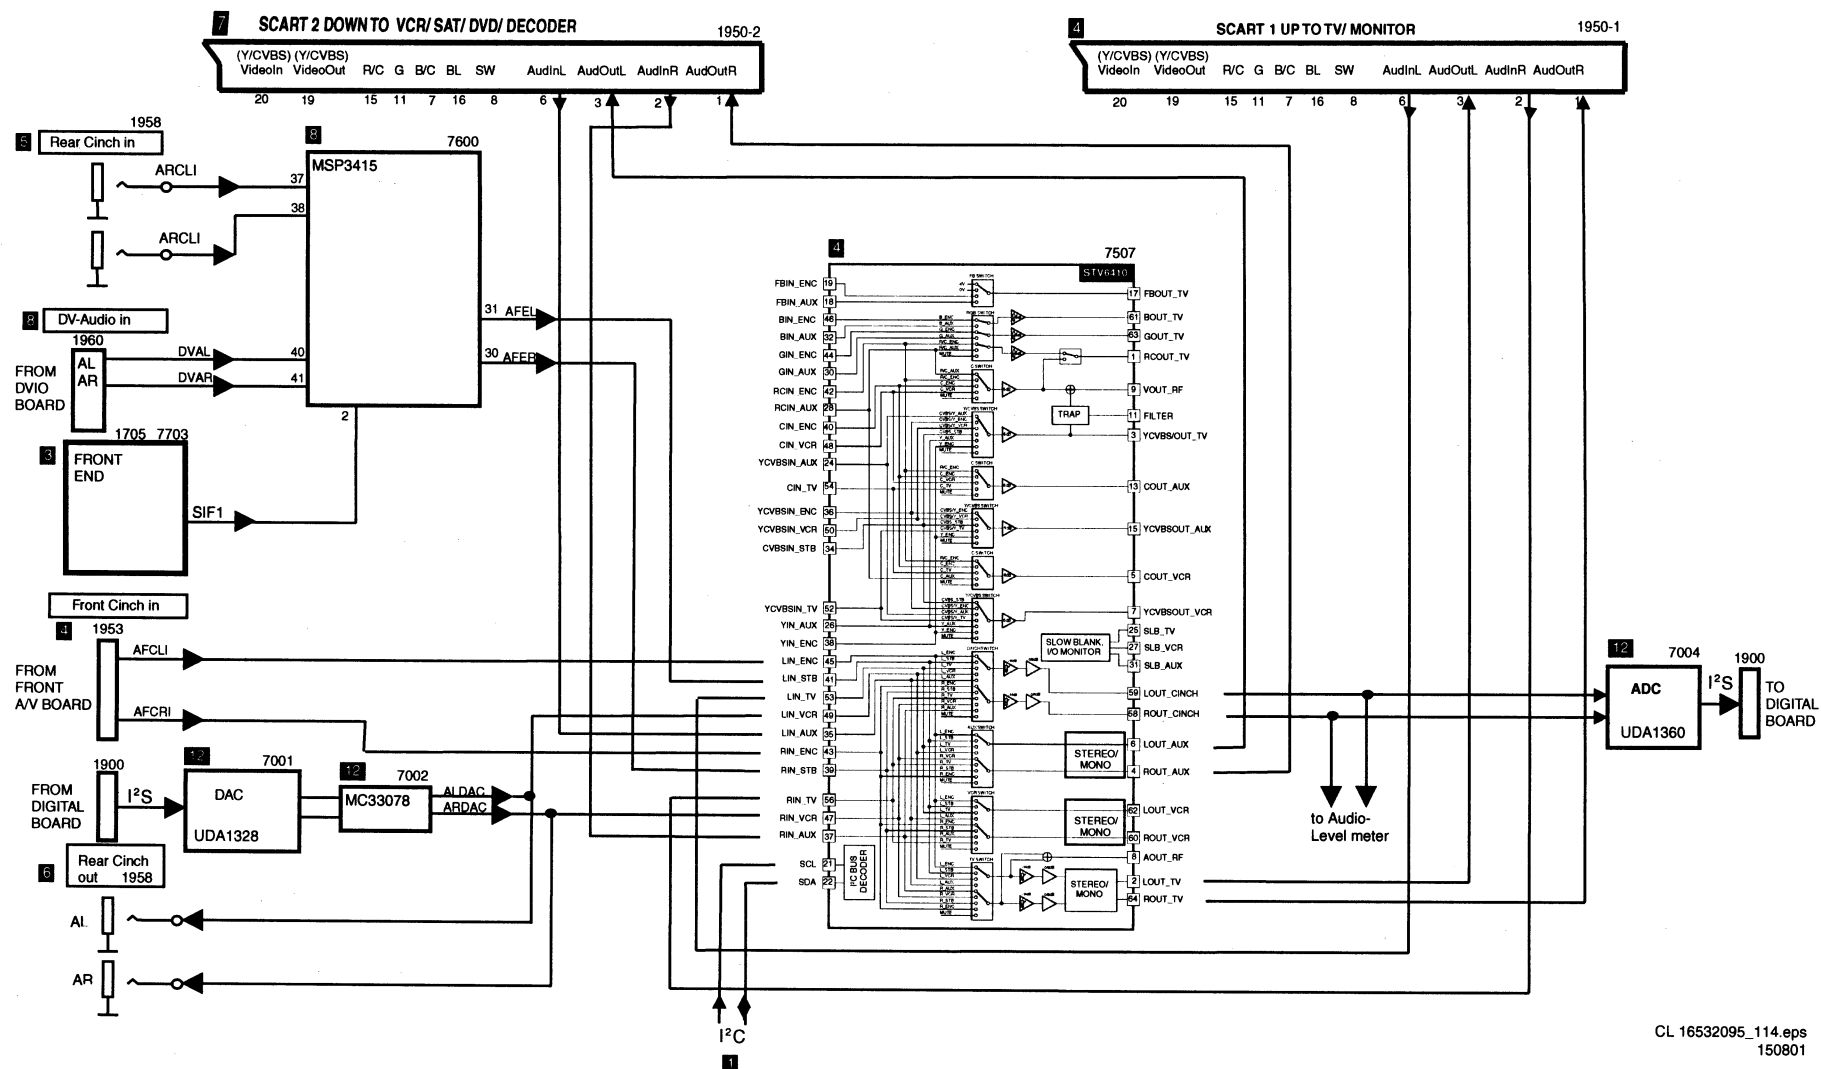 7 SCART 2 DOWN TO VCR/ SAT/ DVD/ DECODER 1950-2
(Y/CVBS) (Y/CVBS)
VideoIn VideoOut R/C G B/C BL SW AudInL AudOutL AudInR AudOutR
20 19 15 11 7 16 8 6 3 2 1
4 SCART 1 UP TO TV/ MONITOR 1950-1
(Y/CVBS) (Y/CVBS)
VideoIn VideoOut R/C G B/C BL SW AudInL AudOutL AudInR AudOutR
20 19 15 11 7 16 8 6 3 2 1
1958
5 Rear Cinch in
ARCLI
ARCLI
8 7600
MSP3415
37
38
40
41
2
31 AFEL
30 AFER
8 DV-Audio in
1960
AL
AR
FROM
DVIO
BOARD
DVAL
DVAR
3 1705 7703
FRONT
END
SIF1
Front Cinch in
4 1953
FROM
FRONT
A/V BOARD
AFCLI
AFCRI
1900
FROM
DIGITAL
BOARD
I²S
12 7001
DAC
UDA1328
12 7002
MC33078
ALDAC
ARDAC
6 Rear Cinch
out 1958
AL
AR
4 7507
STV6410
FBIN_ENC 19
FBIN_AUX 18
BIN_ENC 46
BIN_AUX 32
GIN_ENC 44
GIN_AUX 30
RCIN_ENC 42
RCIN_AUX 28
CIN_ENC 40
CIN_VCR 48
YCVBSIN_AUX 24
CIN_TV 54
YCVBSIN_ENC 36
YCVBSIN_VCR 50
CVBSIN_STB 34
YCVBSIN_TV 52
YIN_AUX 26
YIN_ENC 38
LIN_ENC 45
LIN_STB 41
LIN_TV 53
LIN_VCR 49
LIN_AUX 35
RIN_ENC 43
RIN_STB 39
RIN_TV 56
RIN_VCR 47
RIN_AUX 37
SCL 21
SDA 22
I²C BUS
DECODER
TRAP
SLOW BLANK.
I/O MONITOR
STEREO/
MONO
STEREO/
MONO
STEREO/
MONO
17 FBOUT_TV
61 BOUT_TV
63 GOUT_TV
1 RCOUT_TV
9 VOUT_RF
11 FILTER
3 YCVBS/OUT_TV
13 COUT_AUX
15 YCVBSOUT_AUX
5 COUT_VCR
7 YCVBSOUT_VCR
25 SLB_TV
27 SLB_VCR
31 SLB_AUX
59 LOUT_CINCH
58 ROUT_CINCH
6 LOUT_AUX
4 ROUT_AUX
62 LOUT_VCR
60 ROUT_VCR
8 AOUT_RF
2 LOUT_TV
64 ROUT_TV
12 7004
ADC
UDA1360
I²S
1900
TO
DIGITAL
BOARD
to Audio-
Level meter
I²C
1
CL 16532095_114.eps
150801